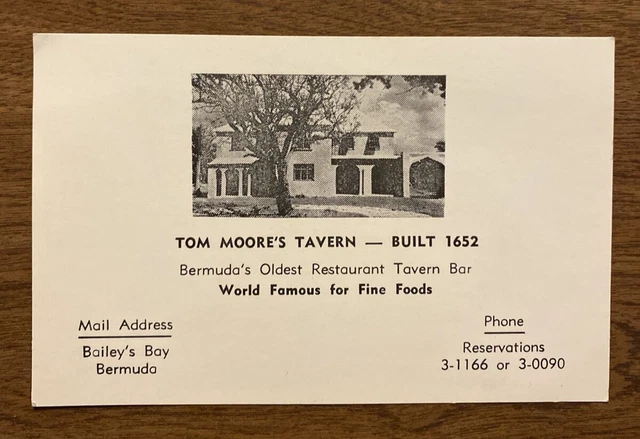 TOM MOORE'S TAVERN — BUILT 1652
Bermuda's Oldest Restaurant Tavern Bar
World Famous for Fine Foods
Mail Address
Bailey's Bay
Bermuda
Phone
Reservations
3-1166 or 3-0090